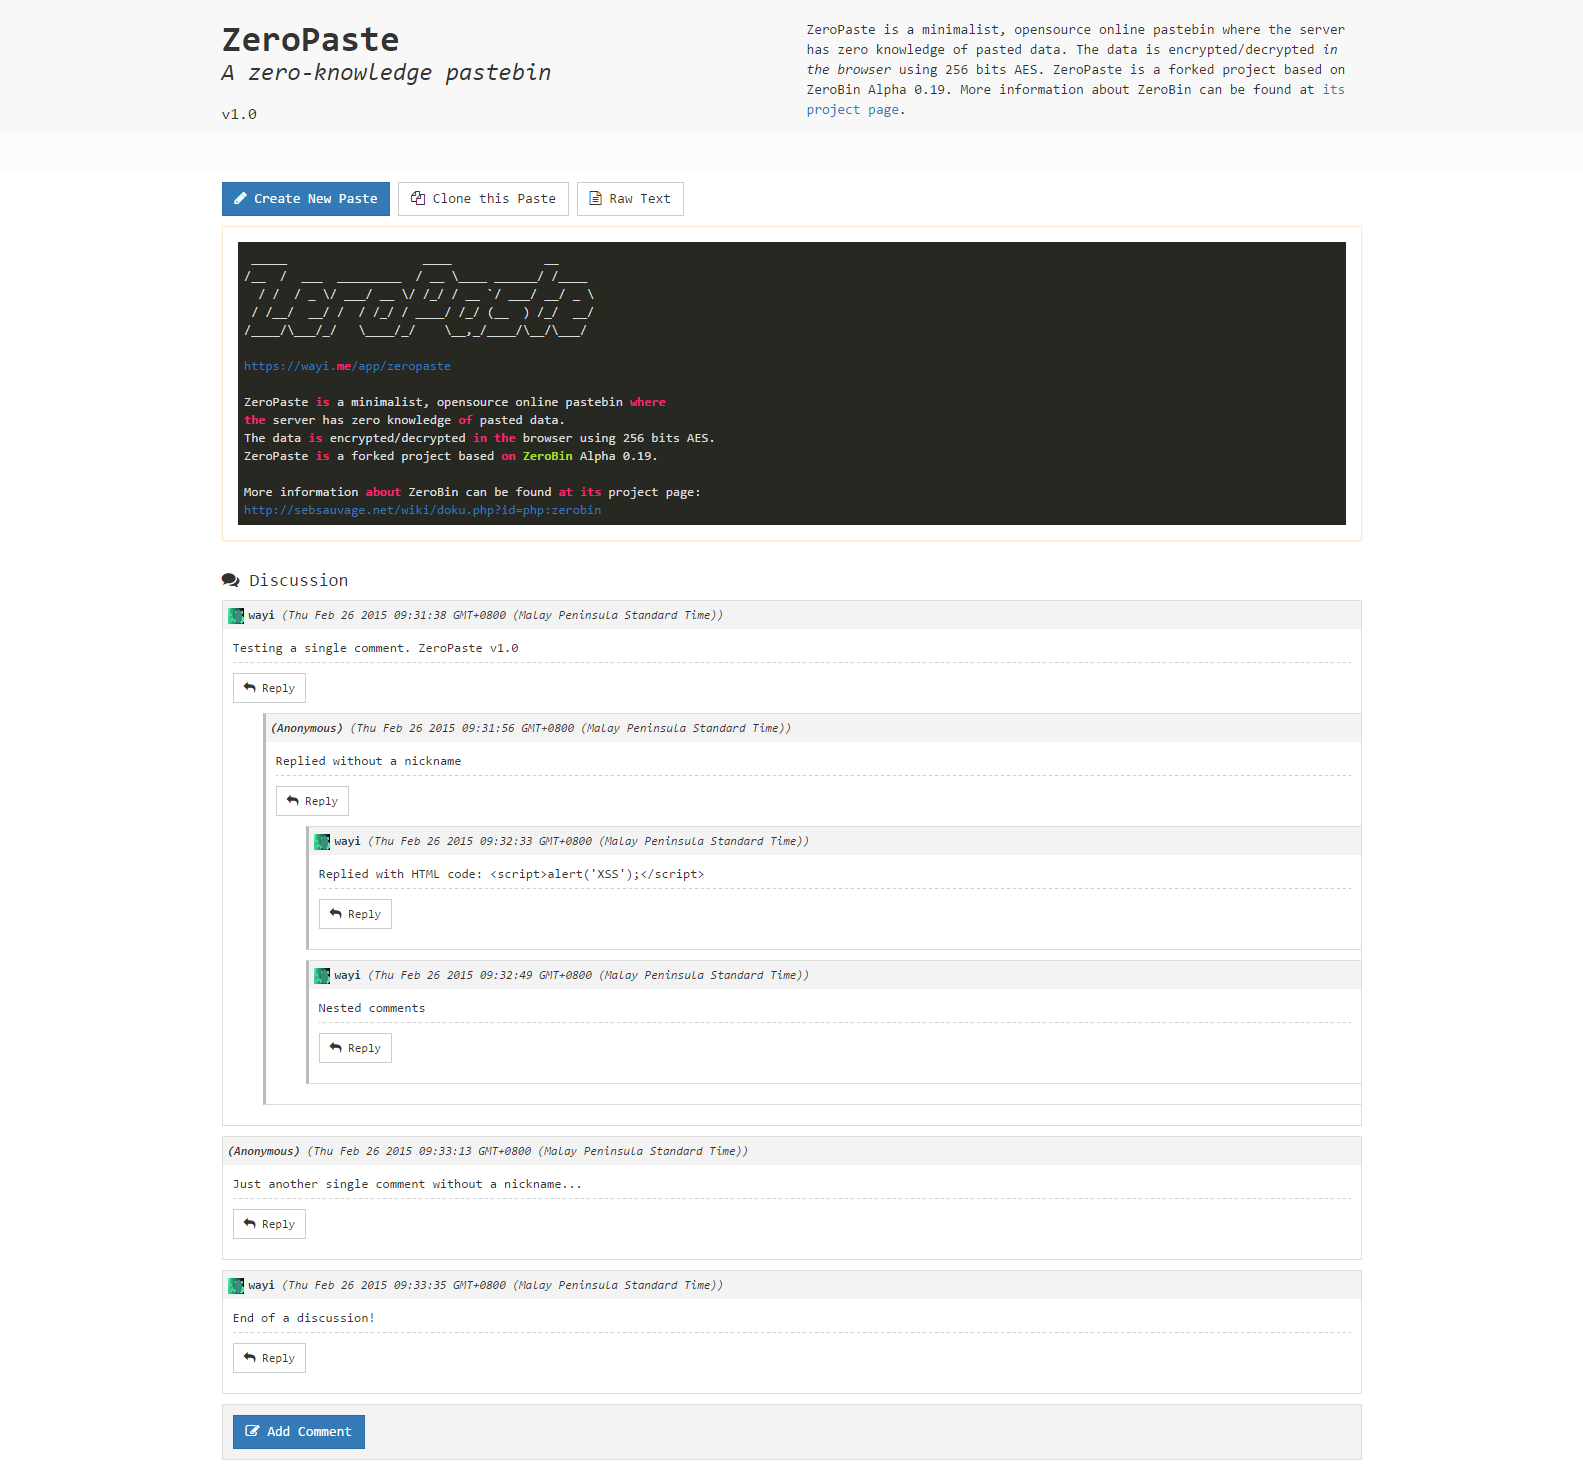 ZeroPaste
A zero-knowledge pastebin
v1.0
ZeroPaste is a minimalist, opensource online pastebin where the server
has zero knowledge of pasted data. The data is encrypted/decrypted in
the browser using 256 bits AES. ZeroPaste is a forked project based on
ZeroBin Alpha 0.19. More information about ZeroBin can be found at its
project page.
Create New Paste
Clone this Paste
Raw Text
ZeroPaste
https://wayi.me/app/zeropaste
ZeroPaste is a minimalist, opensource online pastebin where
the server has zero knowledge of pasted data.
The data is encrypted/decrypted in the browser using 256 bits AES.
ZeroPaste is a forked project based on ZeroBin Alpha 0.19.
More information about ZeroBin can be found at its project page:
http://sebsauvage.net/wiki/doku.php?id=php:zerobin
Discussion
wayi (Thu Feb 26 2015 09:31:38 GMT+0800 (Malay Peninsula Standard Time))
Testing a single comment. ZeroPaste v1.0
Reply
(Anonymous) (Thu Feb 26 2015 09:31:56 GMT+0800 (Malay Peninsula Standard Time))
Replied without a nickname
Reply
wayi (Thu Feb 26 2015 09:32:33 GMT+0800 (Malay Peninsula Standard Time))
Replied with HTML code: <script>alert('XSS');</script>
Reply
wayi (Thu Feb 26 2015 09:32:49 GMT+0800 (Malay Peninsula Standard Time))
Nested comments
Reply
(Anonymous) (Thu Feb 26 2015 09:33:13 GMT+0800 (Malay Peninsula Standard Time))
Just another single comment without a nickname...
Reply
wayi (Thu Feb 26 2015 09:33:35 GMT+0800 (Malay Peninsula Standard Time))
End of a discussion!
Reply
Add Comment